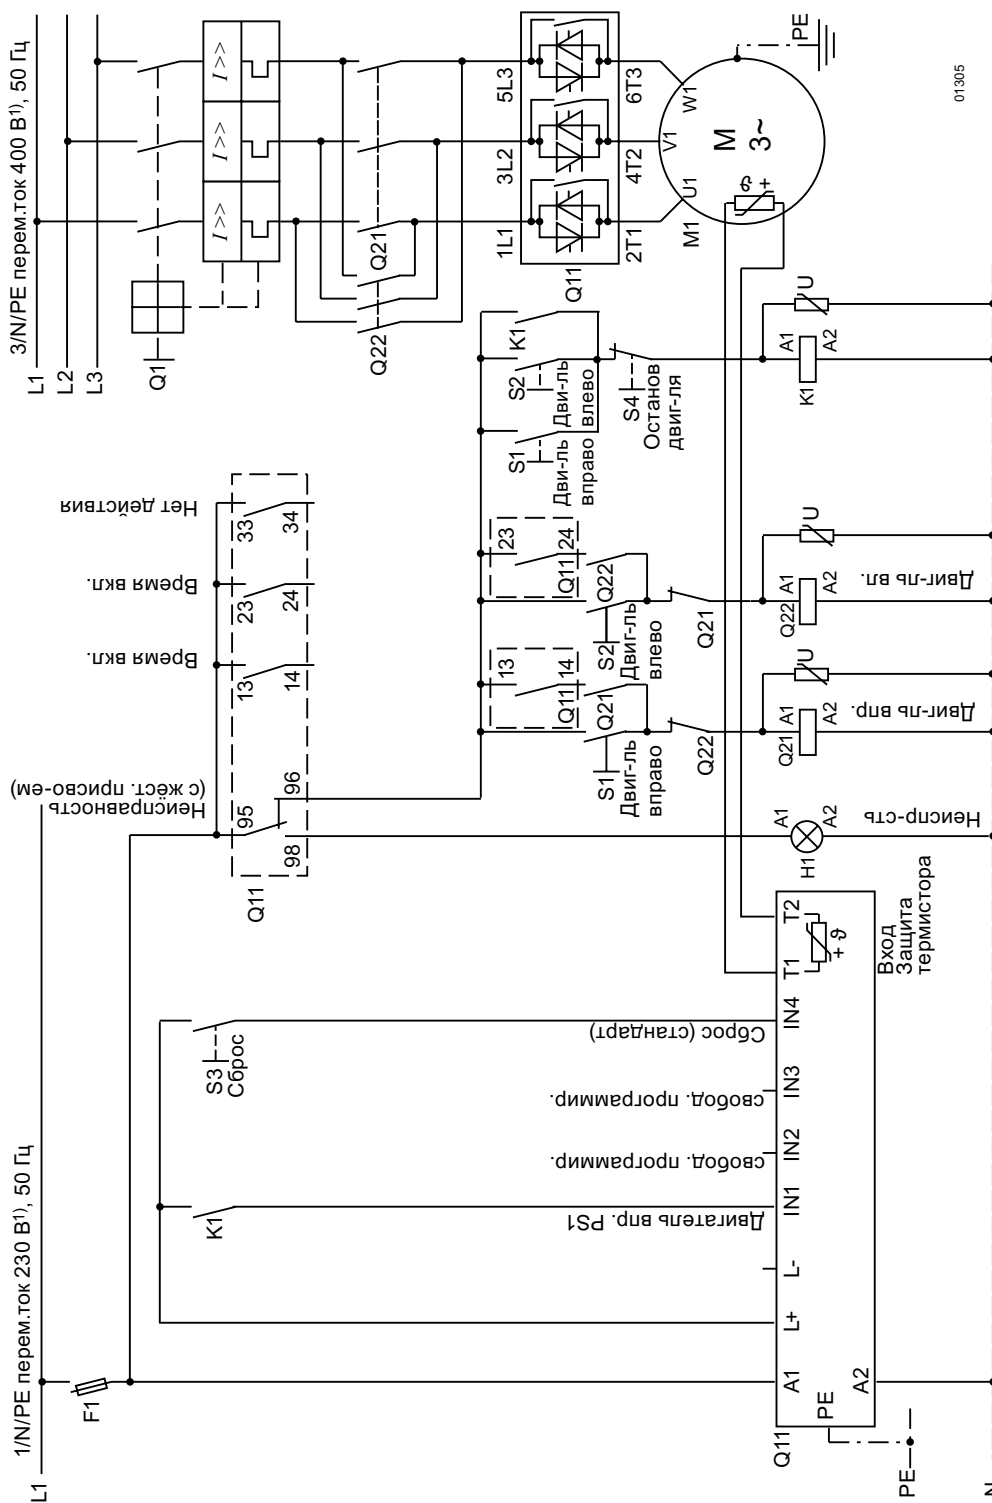 1/N/PE перем.ток 230 В¹⁾, 50 Гц
L1
F1
K1
S3
Сброс
Q11
95
96
98
13
14
23
24
33
34
Неисправность
(с жёст. присво-ем)
Время вкл.
Время вкл.
Нет действия
3/N/PE перем.ток 400 В¹⁾, 50 Гц
L1
L2
L3
Q1
I >>
I >>
I >>
Q21
Q22
1L1
3L2
5L3
Q11
2T1
4T2
6T3
M1
U1
V1
W1
M
3~
ϑ
+
PE
01305
S1
Двиг-ль
вправо
13
14
Q11
Q21
Q22
S2
Двиг-ль
влево
23
24
Q11
Q22
Q21
S1
Дви-ль
вправо
S2
Дви-ль
влево
K1
S4
Останов
двиг-ля
Q11
A1
PE
A2
L+
L-
IN1
IN2
IN3
IN4
T1
T2
+ ϑ
Двигатель впр. PS1
свобод. программир.
свобод. программир.
Сброс (стандарт)
Вход
Защита
термистора
H1
A1
A2
Неиспр-сть
Q21
A1
A2
U
Двиг-ль впр.
Q22
A1
A2
U
Двиг-ль вл.
K1
A1
A2
U
PE
N